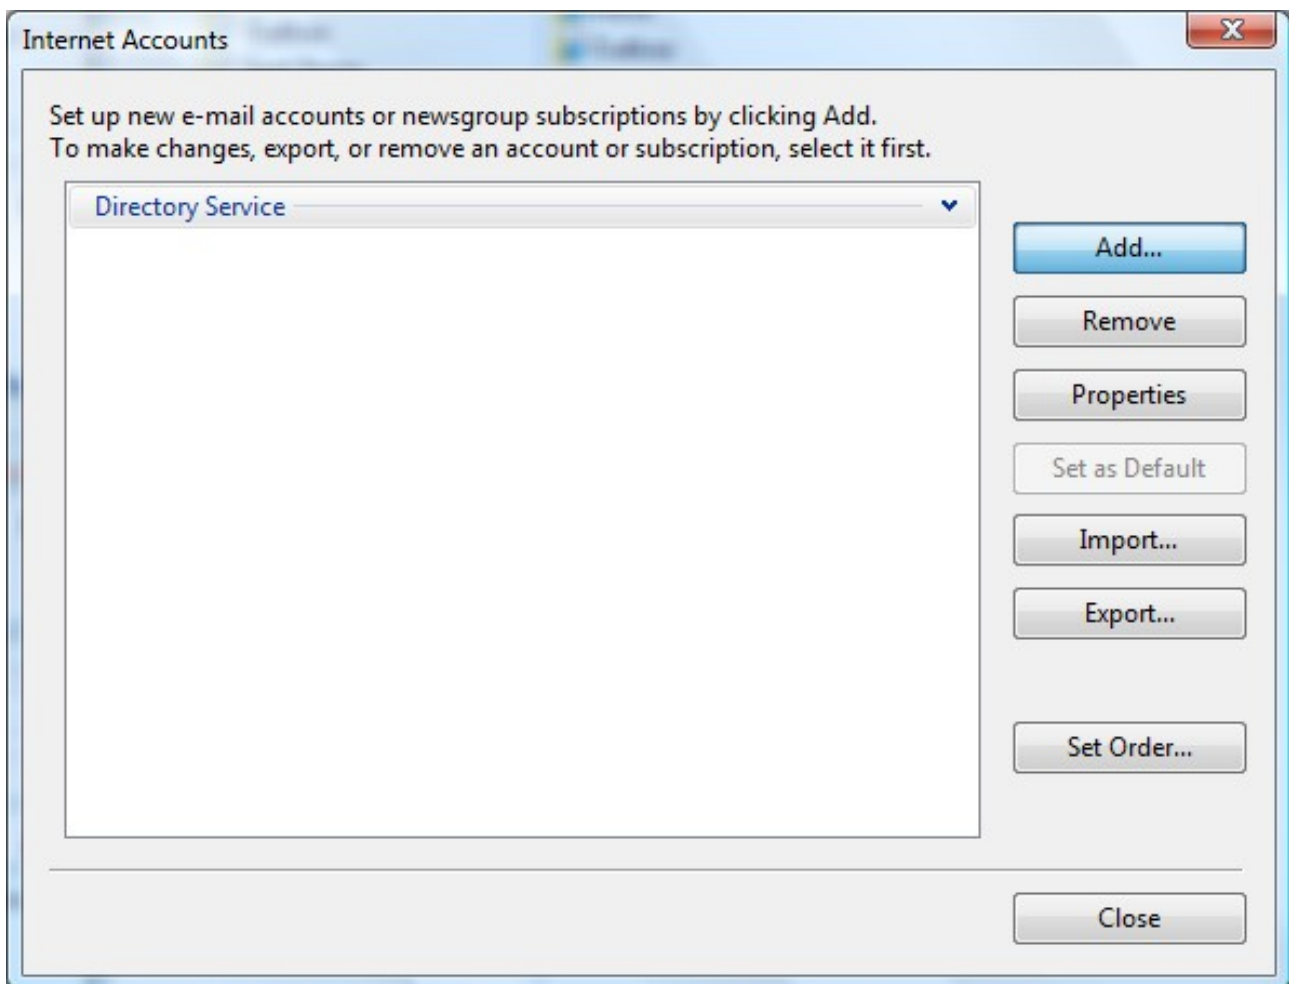 Internet Accounts
Set up new e-mail accounts or newsgroup subscriptions by clicking Add.
To make changes, export, or remove an account or subscription, select it first.
Directory Service
Add...
Remove
Properties
Set as Default
Import...
Export...
Set Order...
Close